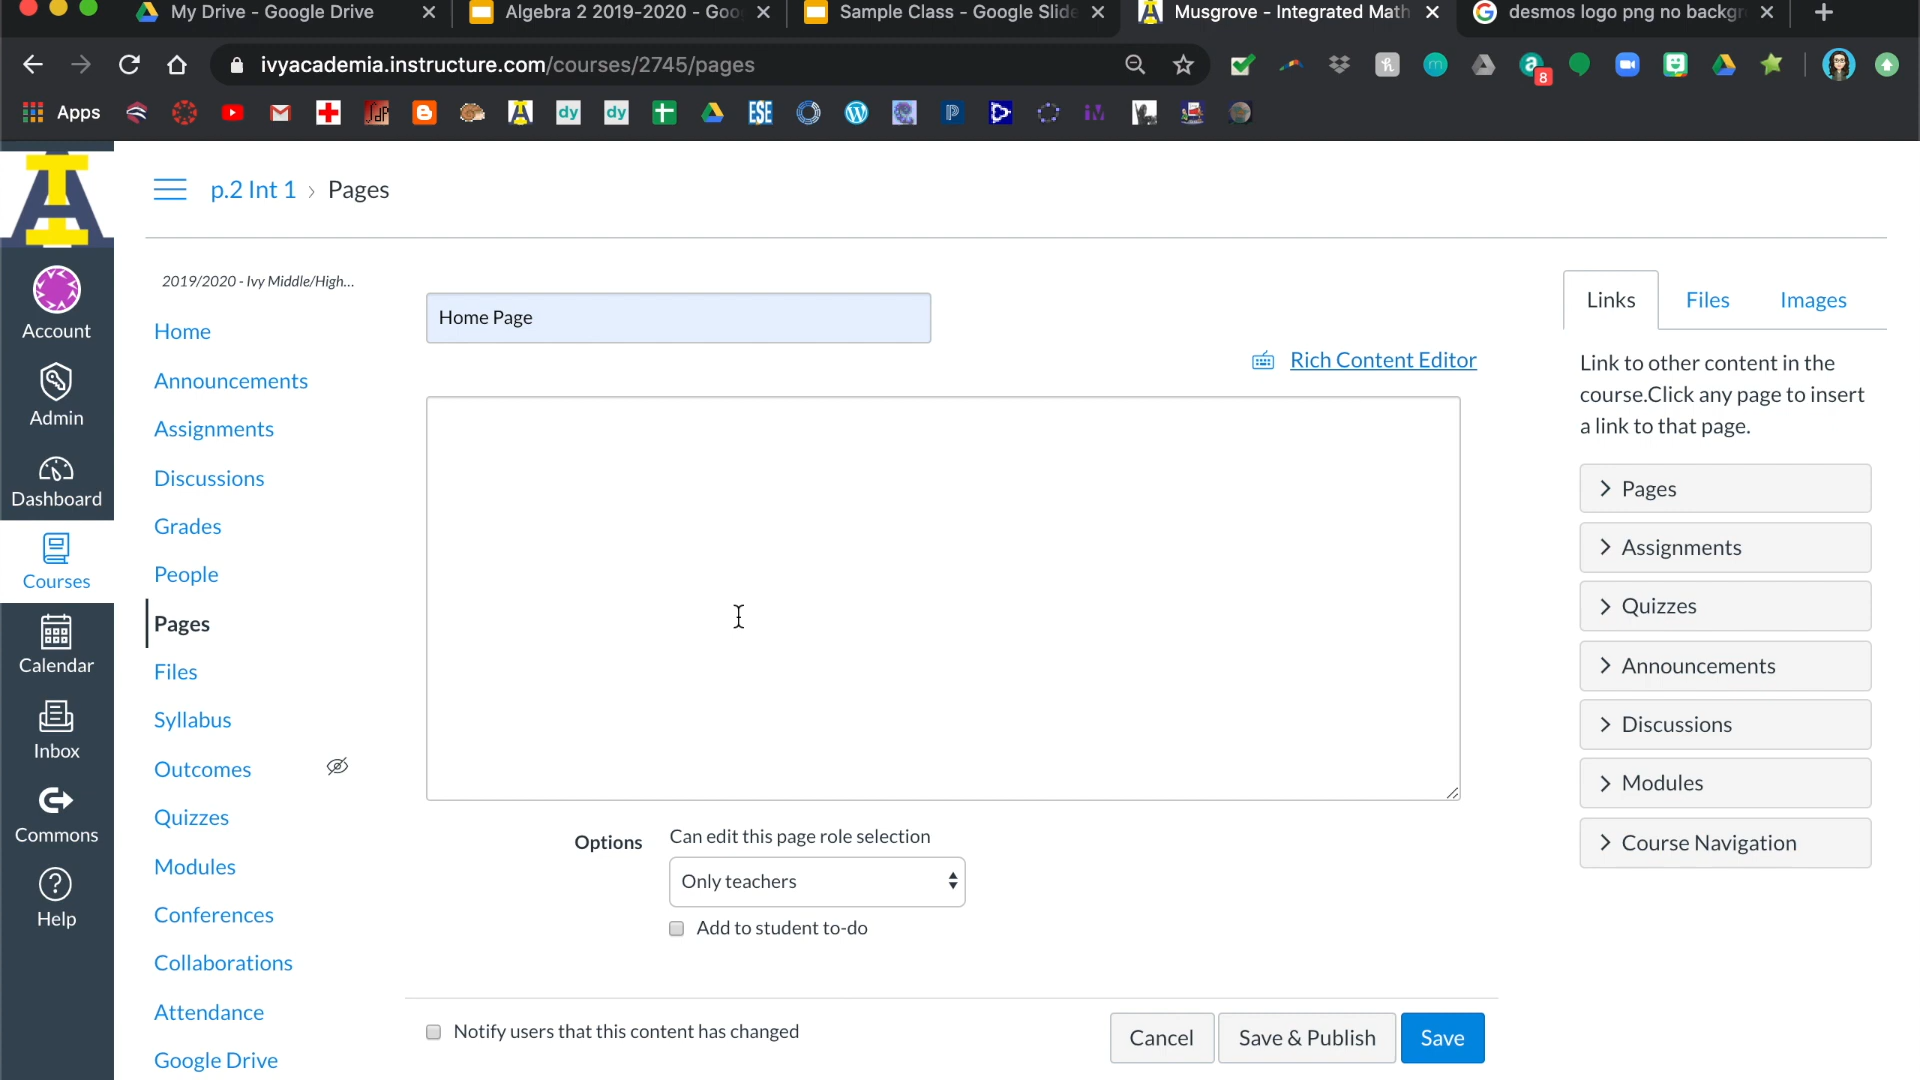 My Drive - Google Drive
Algebra 2 2019-2020 - Goo
Sample Class - Google Slide
Musgrove - Integrated Math
desmos logo png no backgr
ivyacademia.instructure.com/courses/2745/pages
8
Apps
dy
dy
ESE
p.2 Int 1 › Pages
2019/2020 - Ivy Middle/High...
Home
Announcements
Assignments
Discussions
Grades
People
Pages
Files
Syllabus
Outcomes
Quizzes
Modules
Conferences
Collaborations
Attendance
Google Drive
Account
Admin
Dashboard
Courses
Calendar
Inbox
Commons
Help
Home Page
Rich Content Editor
Options
Can edit this page role selection
Only teachers
Add to student to-do
Notify users that this content has changed
Cancel
Save & Publish
Save
Links
Files
Images
Link to other content in the
course.Click any page to insert
a link to that page.
Pages
Assignments
Quizzes
Announcements
Discussions
Modules
Course Navigation